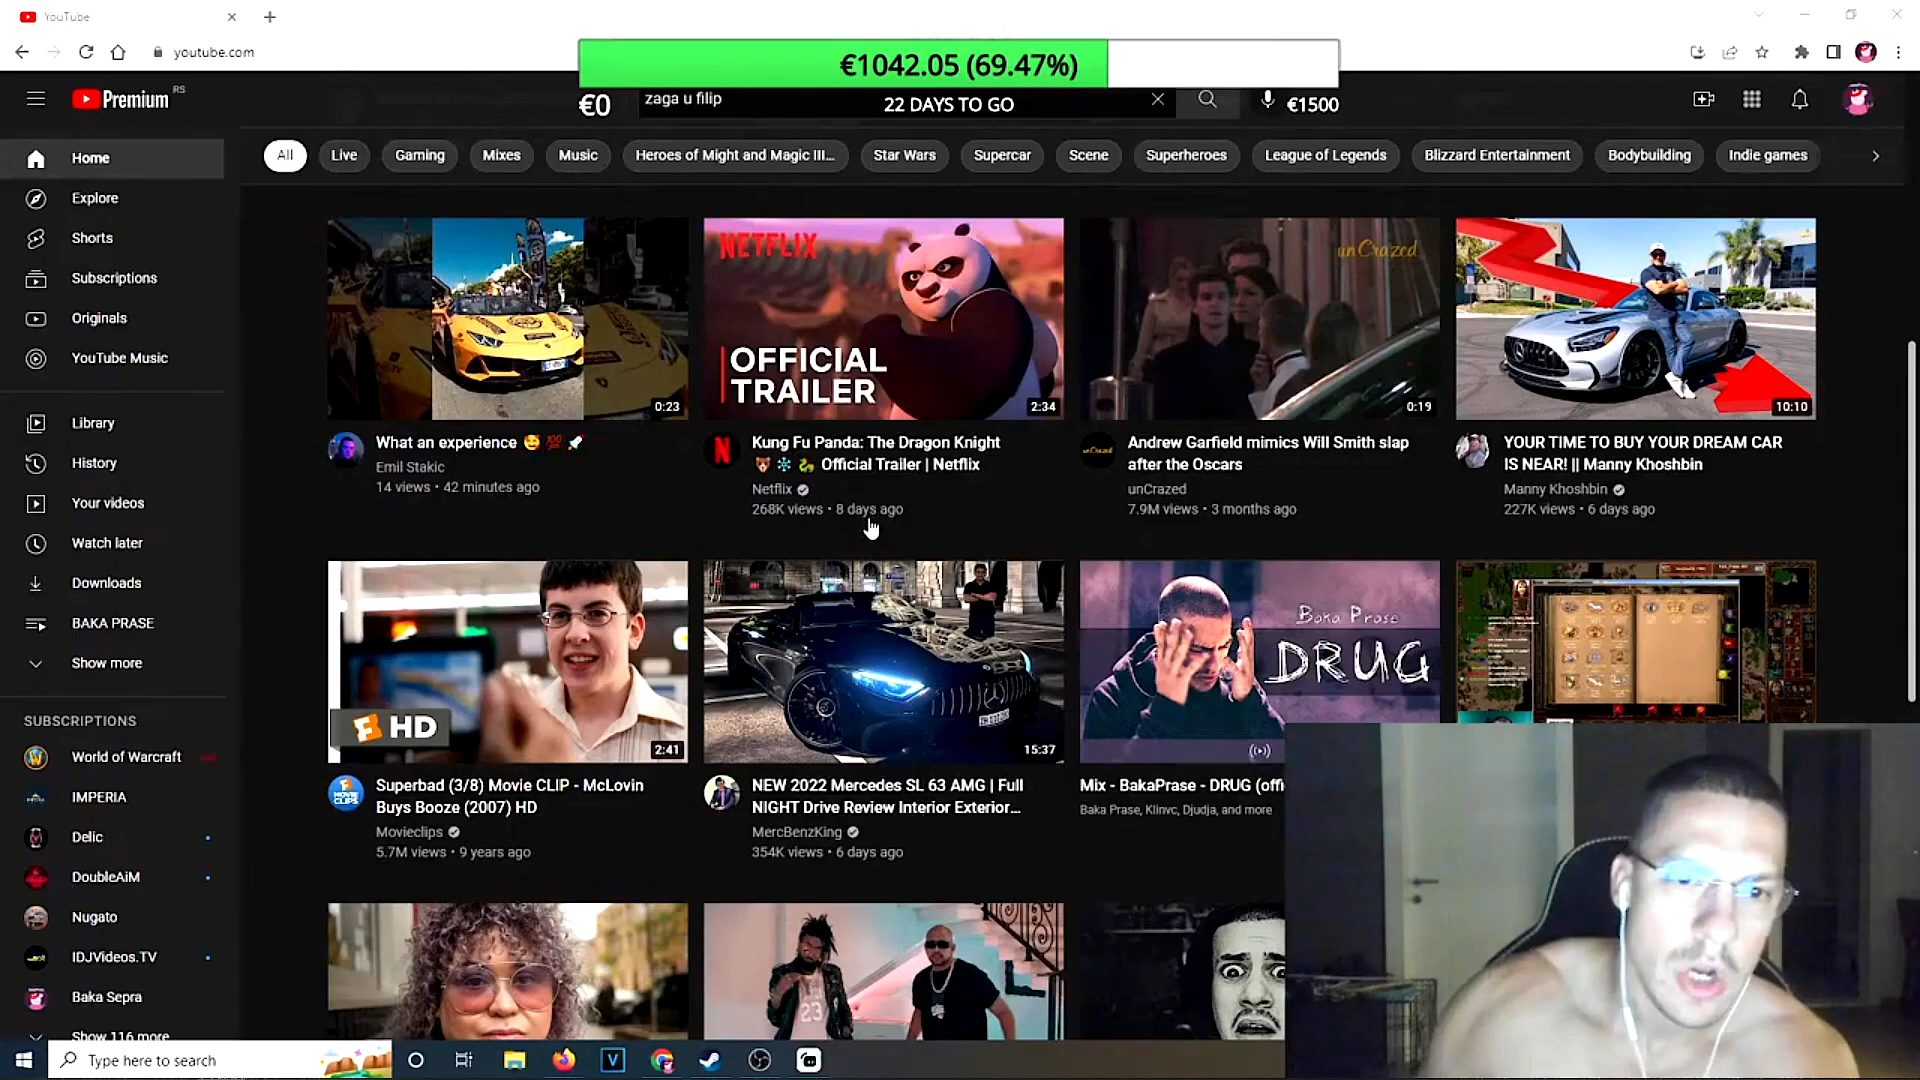 YouTube
youtube.com
€1042.05 (69.47%)
Premium RS
€0
zaga u filip
22 DAYS TO GO
€1500
All
Live
Gaming
Mixes
Music
Heroes of Might and Magic III...
Star Wars
Supercar
Scene
Superheroes
League of Legends
Blizzard Entertainment
Bodybuilding
Indie games
Home
Explore
Shorts
Subscriptions
Originals
YouTube Music
Library
History
Your videos
Watch later
Downloads
BAKA PRASE
Show more
SUBSCRIPTIONS
World of Warcraft
IMPERIA
Delic
DoubleAiM
Nugato
IDJVideos.TV
Baka Sepra
Show 116 more
0:23
What an experience 🥰 💯 🚀
Emil Stakic
14 views • 42 minutes ago
NETFLIX
OFFICIAL
TRAILER
2:34
Kung Fu Panda: The Dragon Knight
🐻 ❄️ 🐉 Official Trailer | Netflix
Netflix
268K views • 8 days ago
unCrazed
0:19
Andrew Garfield mimics Will Smith slap
after the Oscars
unCrazed
7.9M views • 3 months ago
10:10
YOUR TIME TO BUY YOUR DREAM CAR
IS NEAR! || Manny Khoshbin
Manny Khoshbin
227K views • 6 days ago
HD
2:41
Superbad (3/8) Movie CLIP - McLovin
Buys Booze (2007) HD
MOVIE CLIPS
Movieclips
5.7M views • 9 years ago
15:37
NEW 2022 Mercedes SL 63 AMG | Full
NIGHT Drive Review Interior Exterior...
MercBenzKing
354K views • 6 days ago
Baka Prase
DRUG
Mix - BakaPrase - DRUG (offi
Baka Prase, Klinvc, Djudja, and more
23
Type here to search